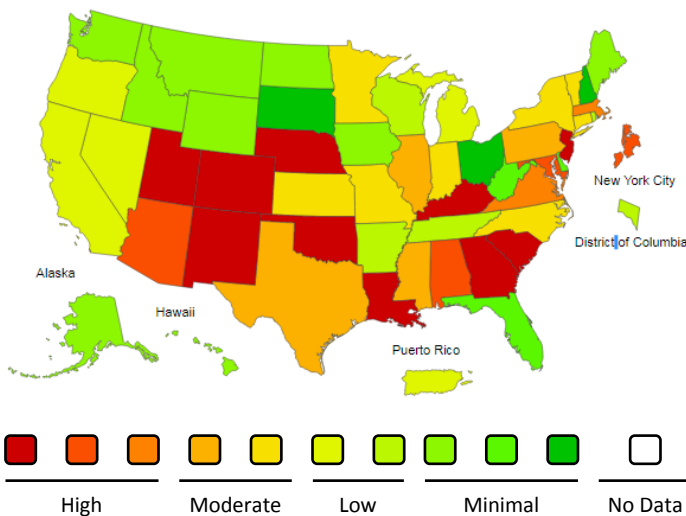 New York City
District of Columbia
Alaska
Hawaii
Puerto Rico
High Moderate Low Minimal No Data